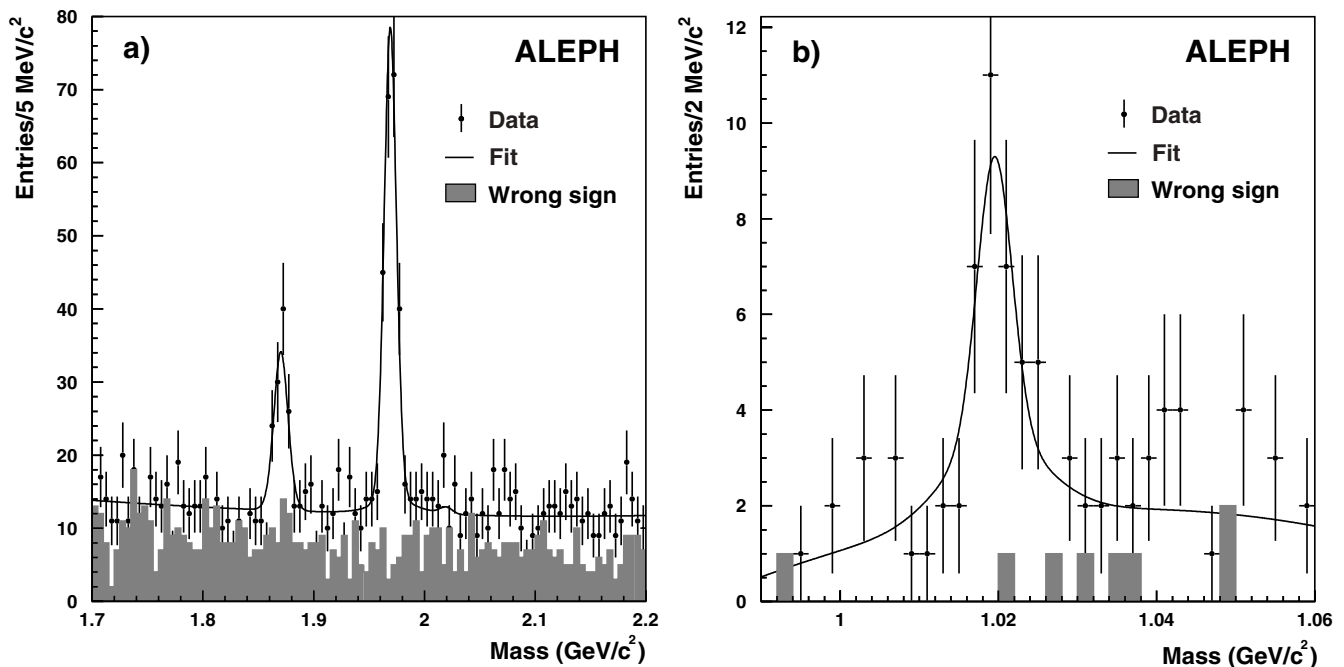 Entries/5 MeV/c²
80
70
60
50
40
30
20
10
0
a)
ALEPH
Data
Fit
Wrong sign
1.7
1.8
1.9
2
2.1
2.2
Mass (GeV/c²)
Entries/2 MeV/c²
12
10
8
6
4
2
0
b)
ALEPH
Data
Fit
Wrong sign
1
1.02
1.04
1.06
Mass (GeV/c²)